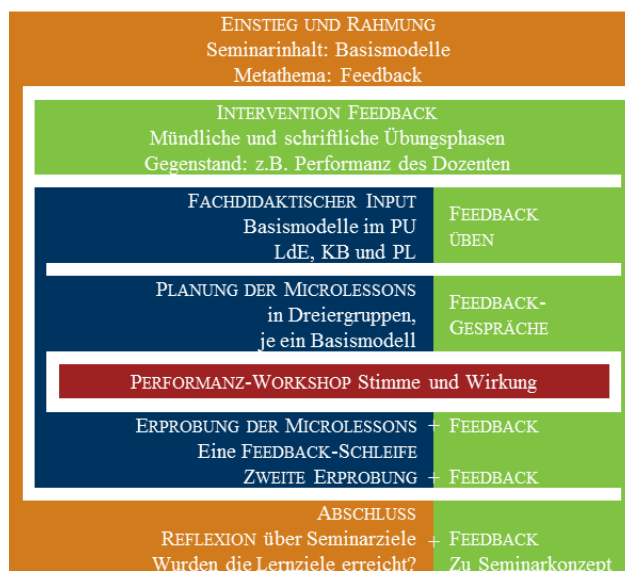 EINSTIEG UND RAHMUNG
Seminarinhalt: Basismodelle
Metathema: Feedback
INTERVENTION FEEDBACK
Mündliche und schriftliche Übungsphasen
Gegenstand: z.B. Performanz des Dozenten
FACHDIDAKTISCHER INPUT
Basismodelle im PU
LdE, KB und PL
FEEDBACK
ÜBEN
PLANUNG DER MICROLESSONS
in Dreiergruppen,
je ein Basismodell
FEEDBACK-
GESPRÄCHE
PERFORMANZ-WORKSHOP Stimme und Wirkung
ERPROBUNG DER MICROLESSONS + FEEDBACK
Eine FEEDBACK-SCHLEIFE
ZWEITE ERPROBUNG + FEEDBACK
ABSCHLUSS
REFLEXION über Seminarziele + FEEDBACK
Wurden die Lernziele erreicht? Zu Seminarkonzept